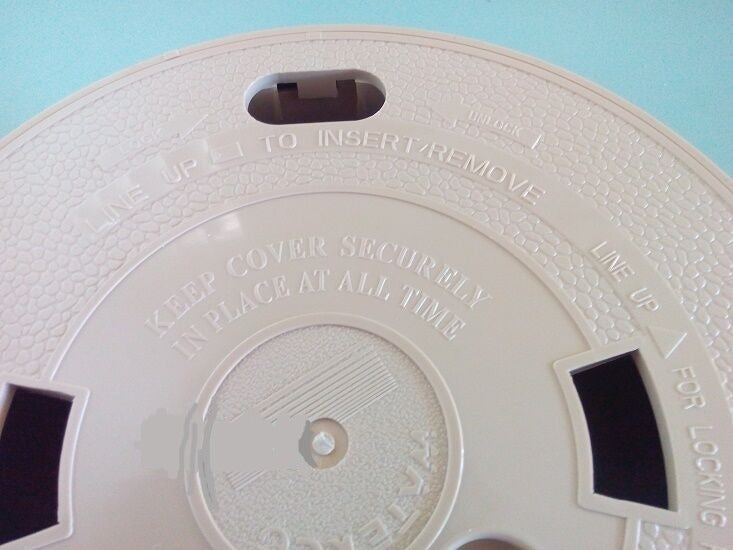 UNLOCK
LINE UP □ TO INSERT/REMOVE
LINE UP △ FOR LOCKING
KEEP COVER SECURELY
IN PLACE AT ALL TIME